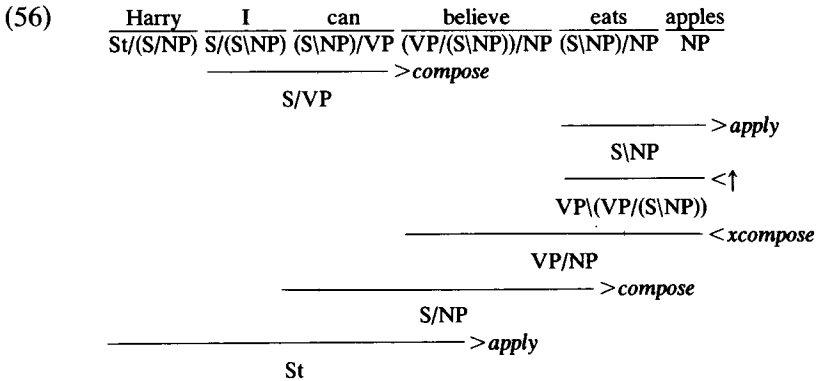 (56) Harry I can believe eats apples
St/(S/NP) S/(S\NP) (S\NP)/VP (VP/(S\NP))/NP (S\NP)/NP NP
>compose
S/VP
>apply
S\NP
<↑
VP\(VP/(S\NP))
<xcompose
VP/NP
>compose
S/NP
>apply
St